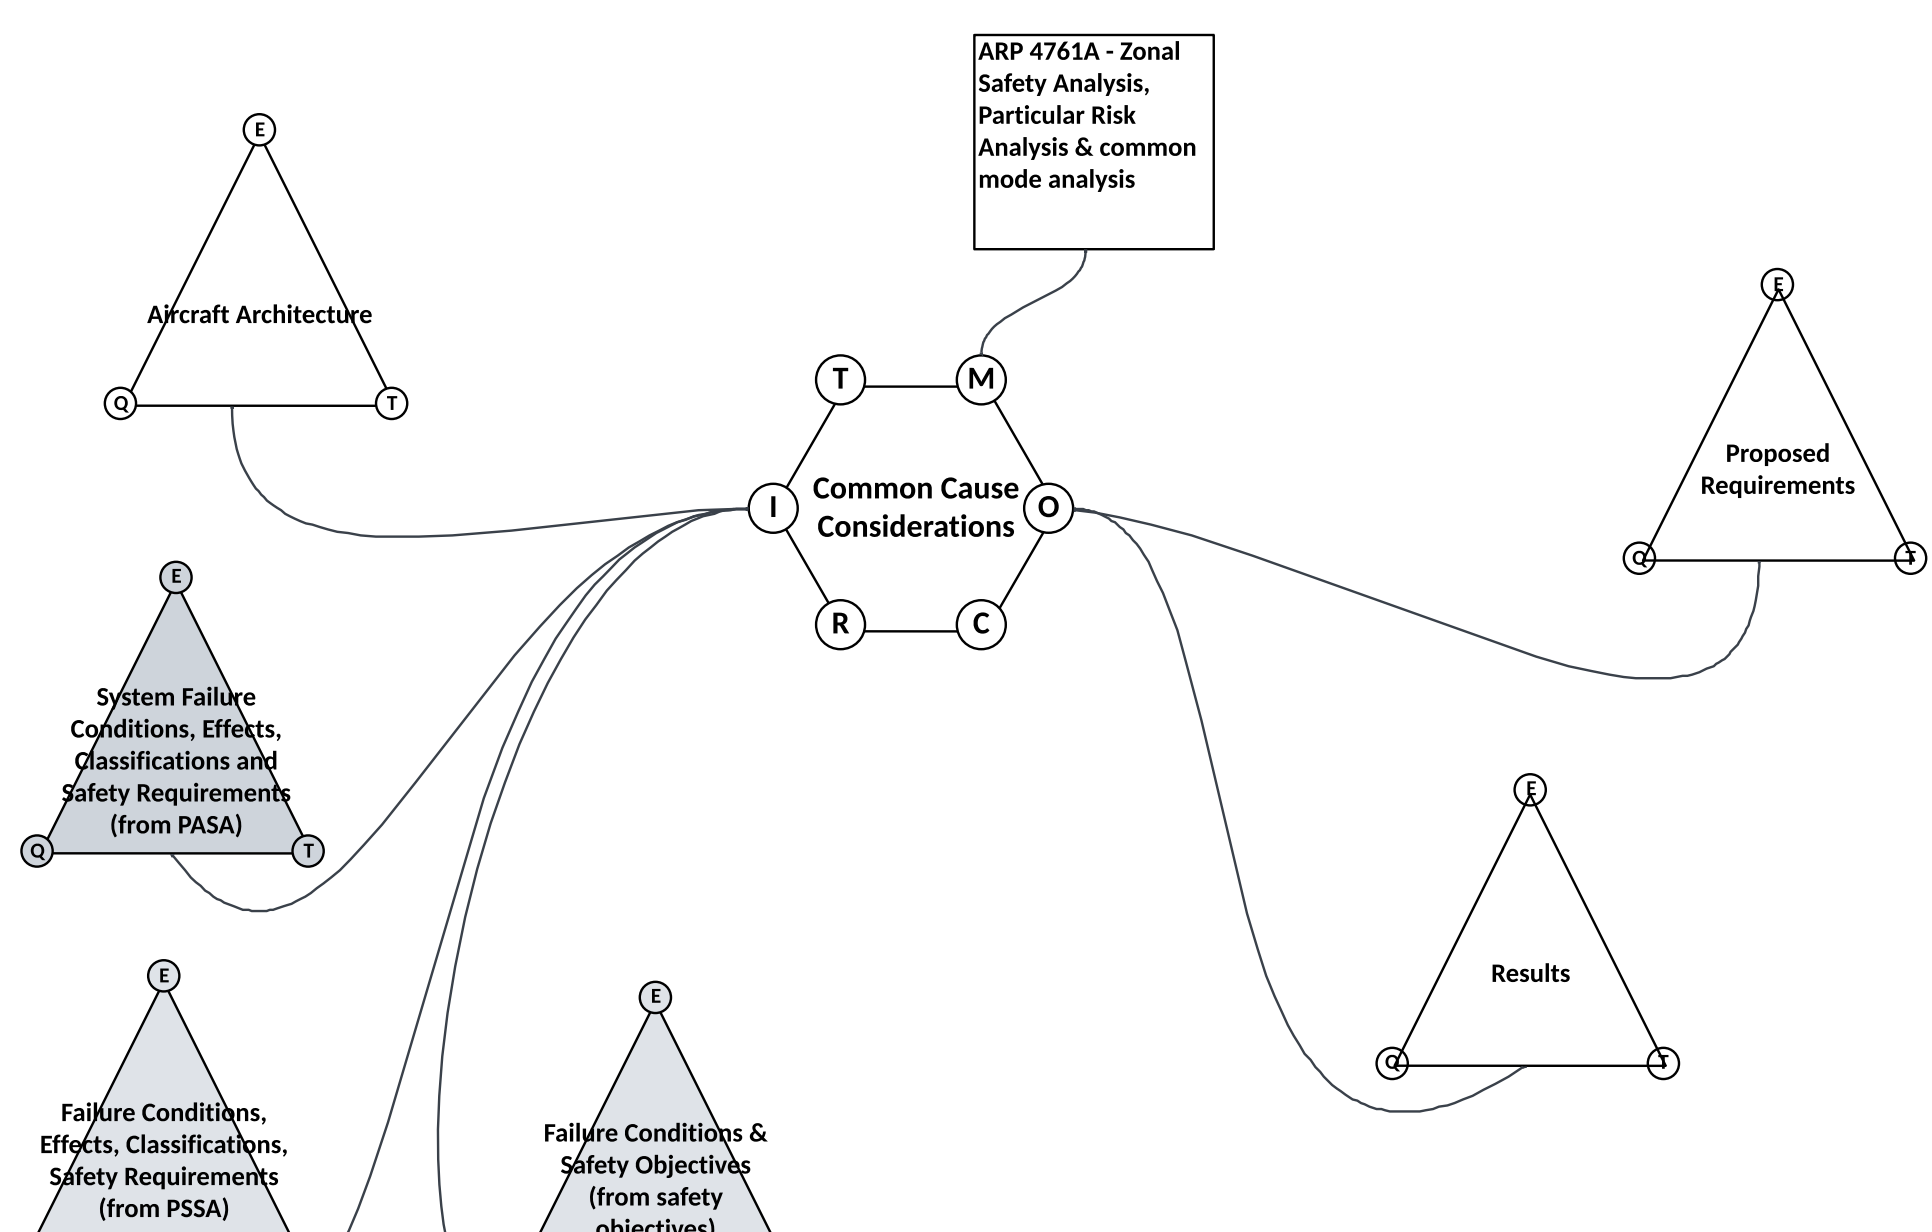 ARP 4761A - Zonal
Safety Analysis,
Particular Risk
Analysis & common
mode analysis
E
Aircraft Architecture
Q
T
E
Proposed
Requirements
Q
T
T
M
I
Common Cause
Considerations
O
R
C
E
System Failure
Conditions, Effects,
Classifications and
Safety Requirements
(from PASA)
Q
T
E
Results
Q
T
E
Failure Conditions,
Effects, Classifications,
Safety Requirements
(from PSSA)
E
Failure Conditions &
Safety Objectives
(from safety
objectives)